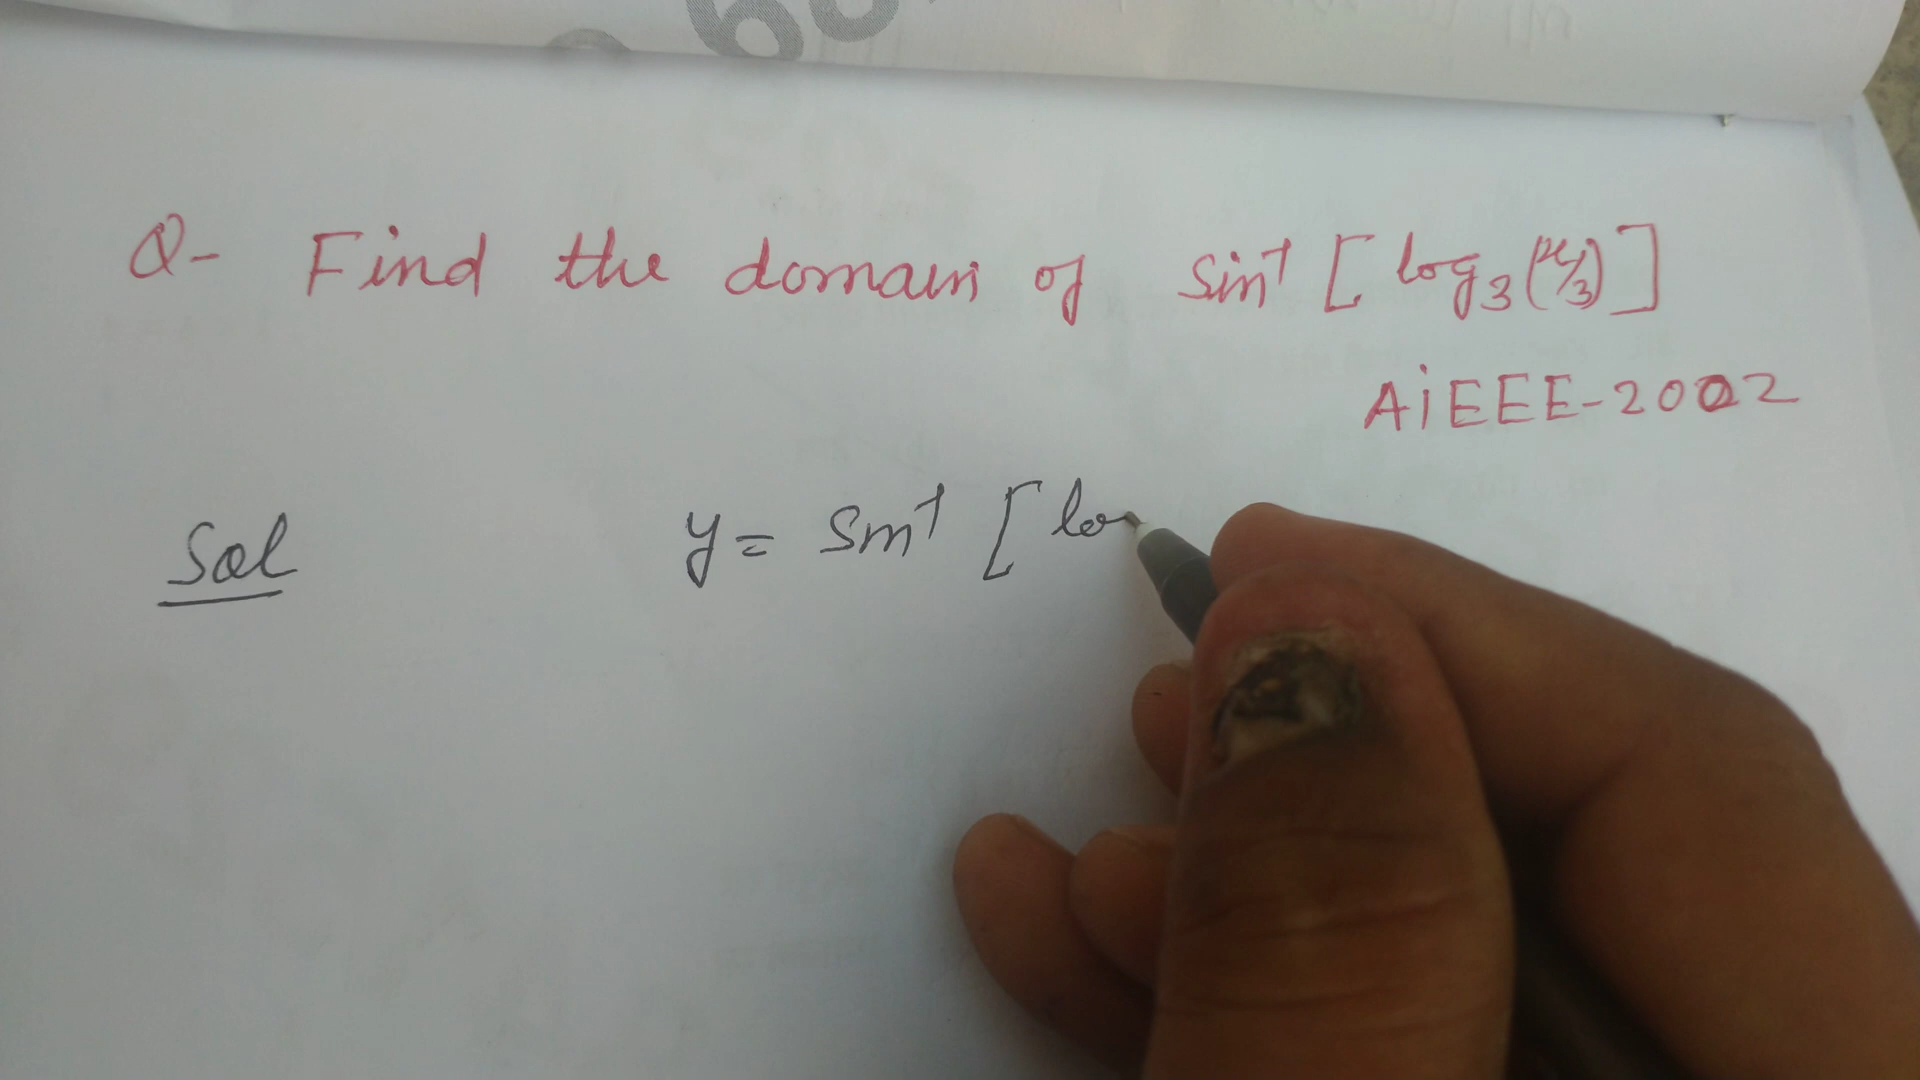 Q- Find the domain of sin⁻¹ [ log₃(x/3) ]
AiEEE-2002
Sol
y = Sin⁻¹ [ lo